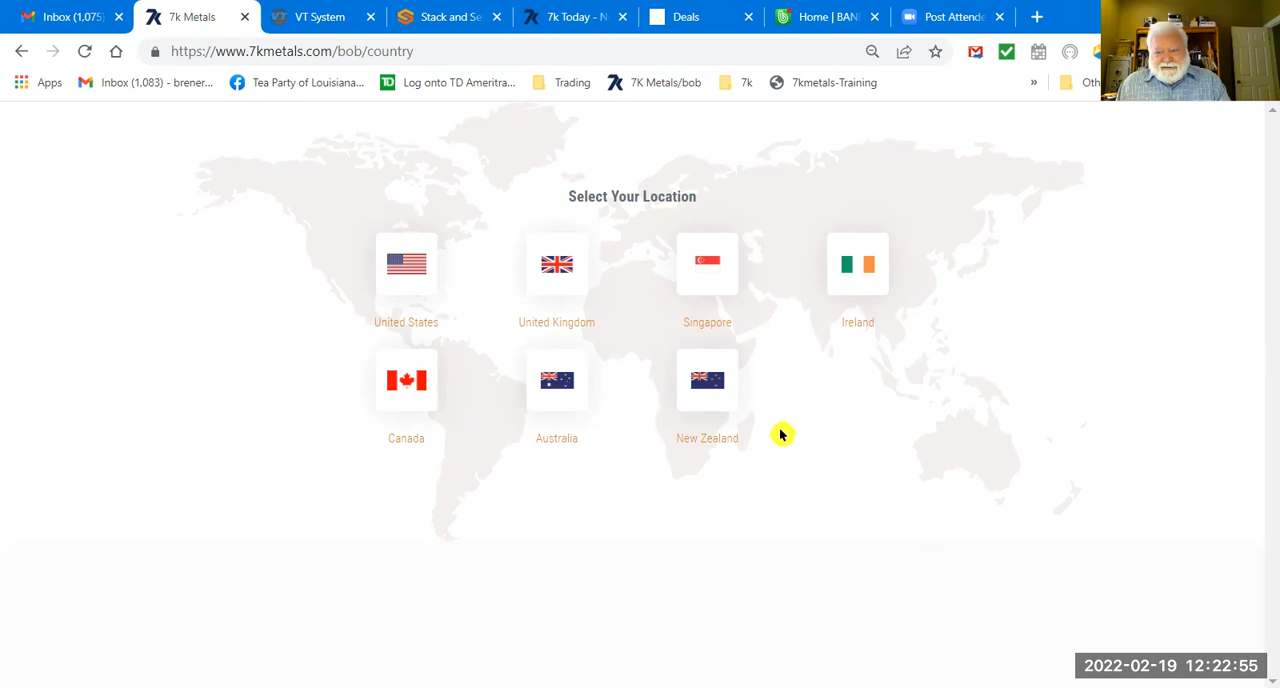 Inbox (1,075)
7k Metals
VT System
Stack and Se
7k Today - N
Deals
Home | BAN
Post Attende
https://www.7kmetals.com/bob/country
Apps
Inbox (1,083) - brener...
Tea Party of Louisiana...
Log onto TD Ameritra...
Trading
7K Metals/bob
7k
7kmetals-Training
»
Oth
Select Your Location
United States
United Kingdom
Singapore
Ireland
Canada
Australia
New Zealand
2022-02-19 12:22:55